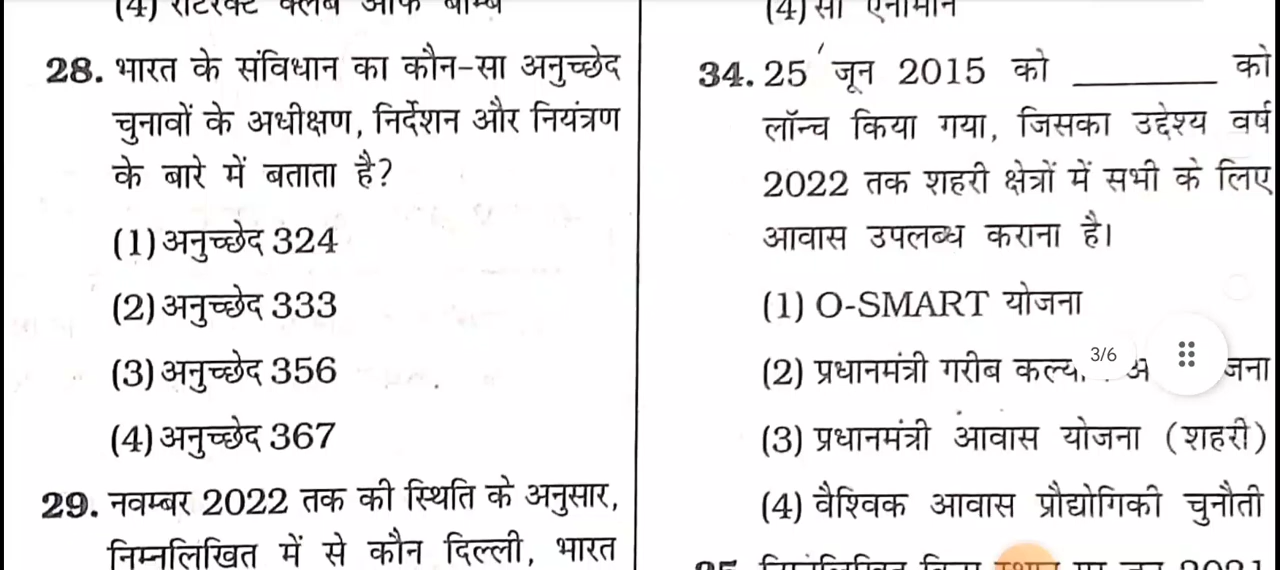 28. भारत के संविधान का कौन-सा अनुच्छेद
चुनावों के अधीक्षण, निर्देशन और नियंत्रण
के बारे में बताता है?
(1) अनुच्छेद 324
(2) अनुच्छेद 333
(3) अनुच्छेद 356
(4) अनुच्छेद 367
29. नवम्बर 2022 तक की स्थिति के अनुसार,
निम्नलिखित में से कौन दिल्ली, भारत
34. 25 जून 2015 को ________ को
लॉन्च किया गया, जिसका उद्देश्य वर्ष
2022 तक शहरी क्षेत्रों में सभी के लिए
आवास उपलब्ध कराना है।
(1) O-SMART योजना
(2) प्रधानमंत्री गरीब
3/6
(3) प्रधानमंत्री आवास योजना (शहरी)
(4) वैश्विक आवास प्रौद्योगिकी चुनौती